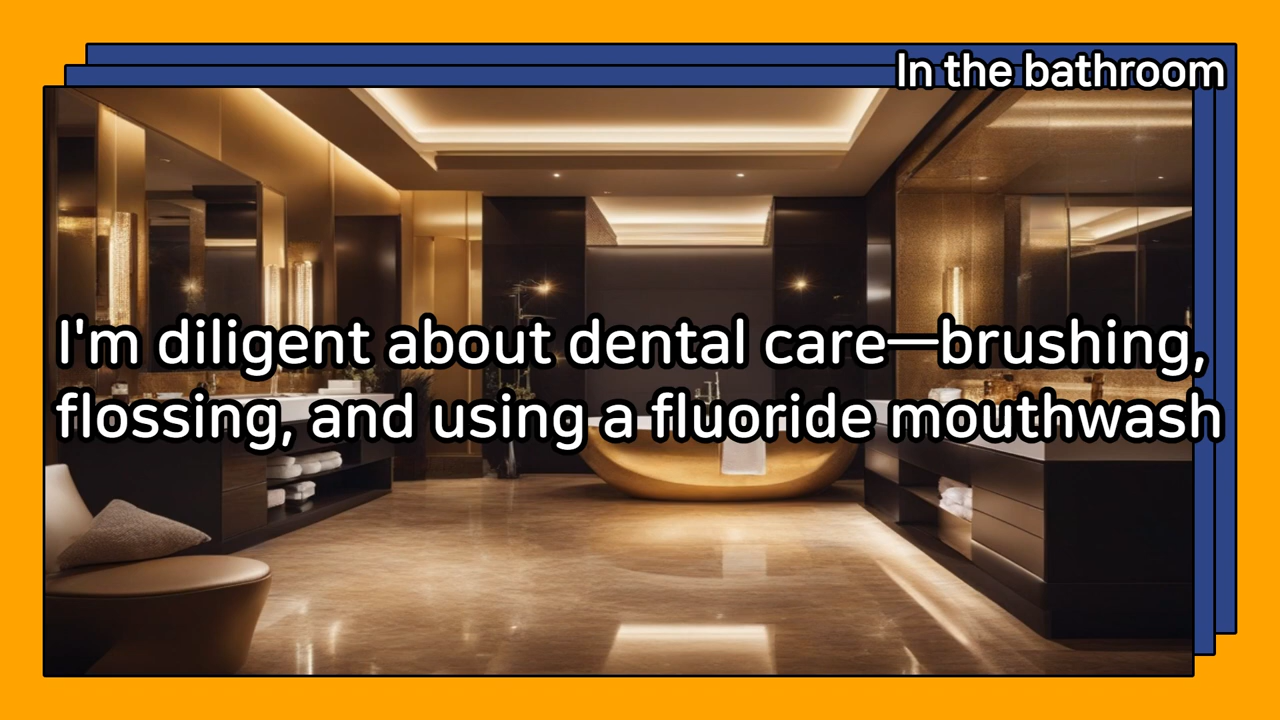 In the bathroom
I'm diligent about dental care—brushing,
flossing, and using a fluoride mouthwash